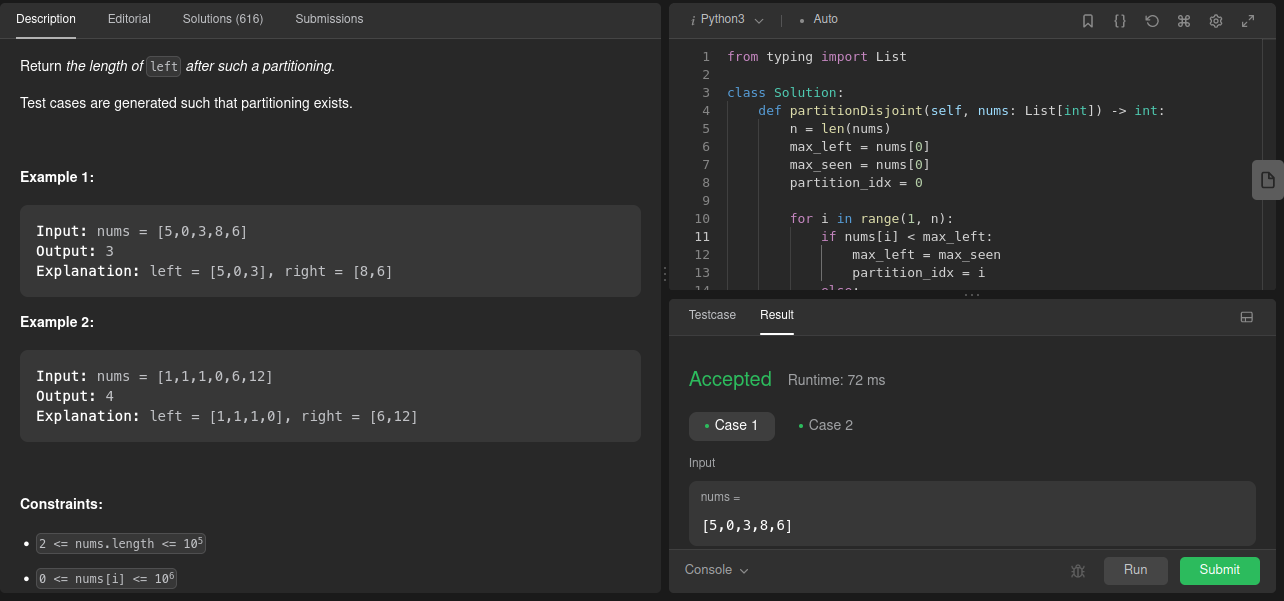 Description Editorial Solutions (616) Submissions
Return the length of left after such a partitioning.
Test cases are generated such that partitioning exists.
Example 1:
Input: nums = [5,0,3,8,6]
Output: 3
Explanation: left = [5,0,3], right = [8,6]
Example 2:
Input: nums = [1,1,1,0,6,12]
Output: 4
Explanation: left = [1,1,1,0], right = [6,12]
Constraints:
• 2 <= nums.length <= 10⁵
• 0 <= nums[i] <= 10⁶
i Python3 | • Auto
1 from typing import List
2
3 class Solution:
4 def partitionDisjoint(self, nums: List[int]) -> int:
5 n = len(nums)
6 max_left = nums[0]
7 max_seen = nums[0]
8 partition_idx = 0
9
10 for i in range(1, n):
11 if nums[i] < max_left:
12 max_left = max_seen
13 partition_idx = i
14 else:
Testcase Result
Accepted Runtime: 72 ms
• Case 1 • Case 2
Input
nums =
[5,0,3,8,6]
Console Run Submit